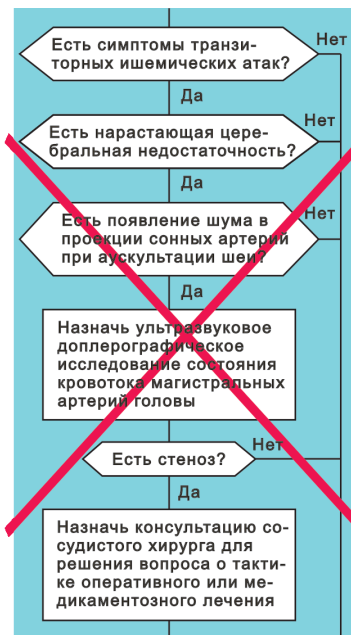 Есть симптомы транзи-
торных ишемических атак?
Нет
Да
Есть нарастающая цере-
бральная недостаточность?
Нет
Да
Есть появление шума в
проекции сонных артерий
при аускультации шеи?
Нет
Да
Назначь ультразвуковое
доплерографическое
исследование состояния
кровотока магистральных
артерий головы
Есть стеноз?
Нет
Да
Назначь консультацию со-
судистого хирурга для
решения вопроса о такти-
ке оперативного или ме-
дикаментозного лечения